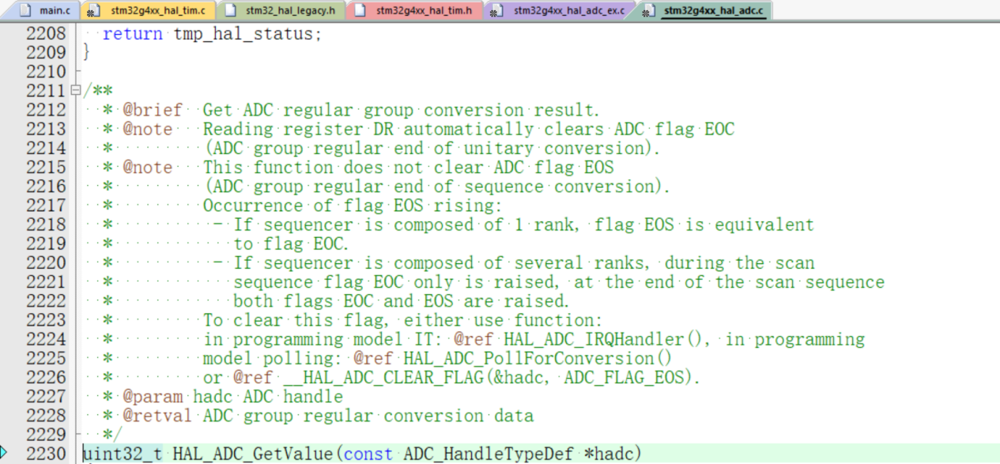 main.c stm32g4xx_hal_tim.c stm32_hal_legacy.h stm32g4xx_hal_tim.h stm32g4xx_hal_adc_ex.c stm32g4xx_hal_adc.c
2208 return tmp_hal_status;
2209 }
2210
2211 /**
2212 * @brief Get ADC regular group conversion result.
2213 * @note Reading register DR automatically clears ADC flag EOC
2214 * (ADC group regular end of unitary conversion).
2215 * @note This function does not clear ADC flag EOS
2216 * (ADC group regular end of sequence conversion).
2217 * Occurrence of flag EOS rising:
2218 * - If sequencer is composed of 1 rank, flag EOS is equivalent
2219 * to flag EOC.
2220 * - If sequencer is composed of several ranks, during the scan
2221 * sequence flag EOC only is raised, at the end of the scan sequence
2222 * both flags EOC and EOS are raised.
2223 * To clear this flag, either use function:
2224 * in programming model IT: @ref HAL_ADC_IRQHandler(), in programming
2225 * model polling: @ref HAL_ADC_PollForConversion()
2226 * or @ref __HAL_ADC_CLEAR_FLAG(&hadc, ADC_FLAG_EOS).
2227 * @param hadc ADC handle
2228 * @retval ADC group regular conversion data
2229 */
2230 uint32_t HAL_ADC_GetValue(const ADC_HandleTypeDef *hadc)